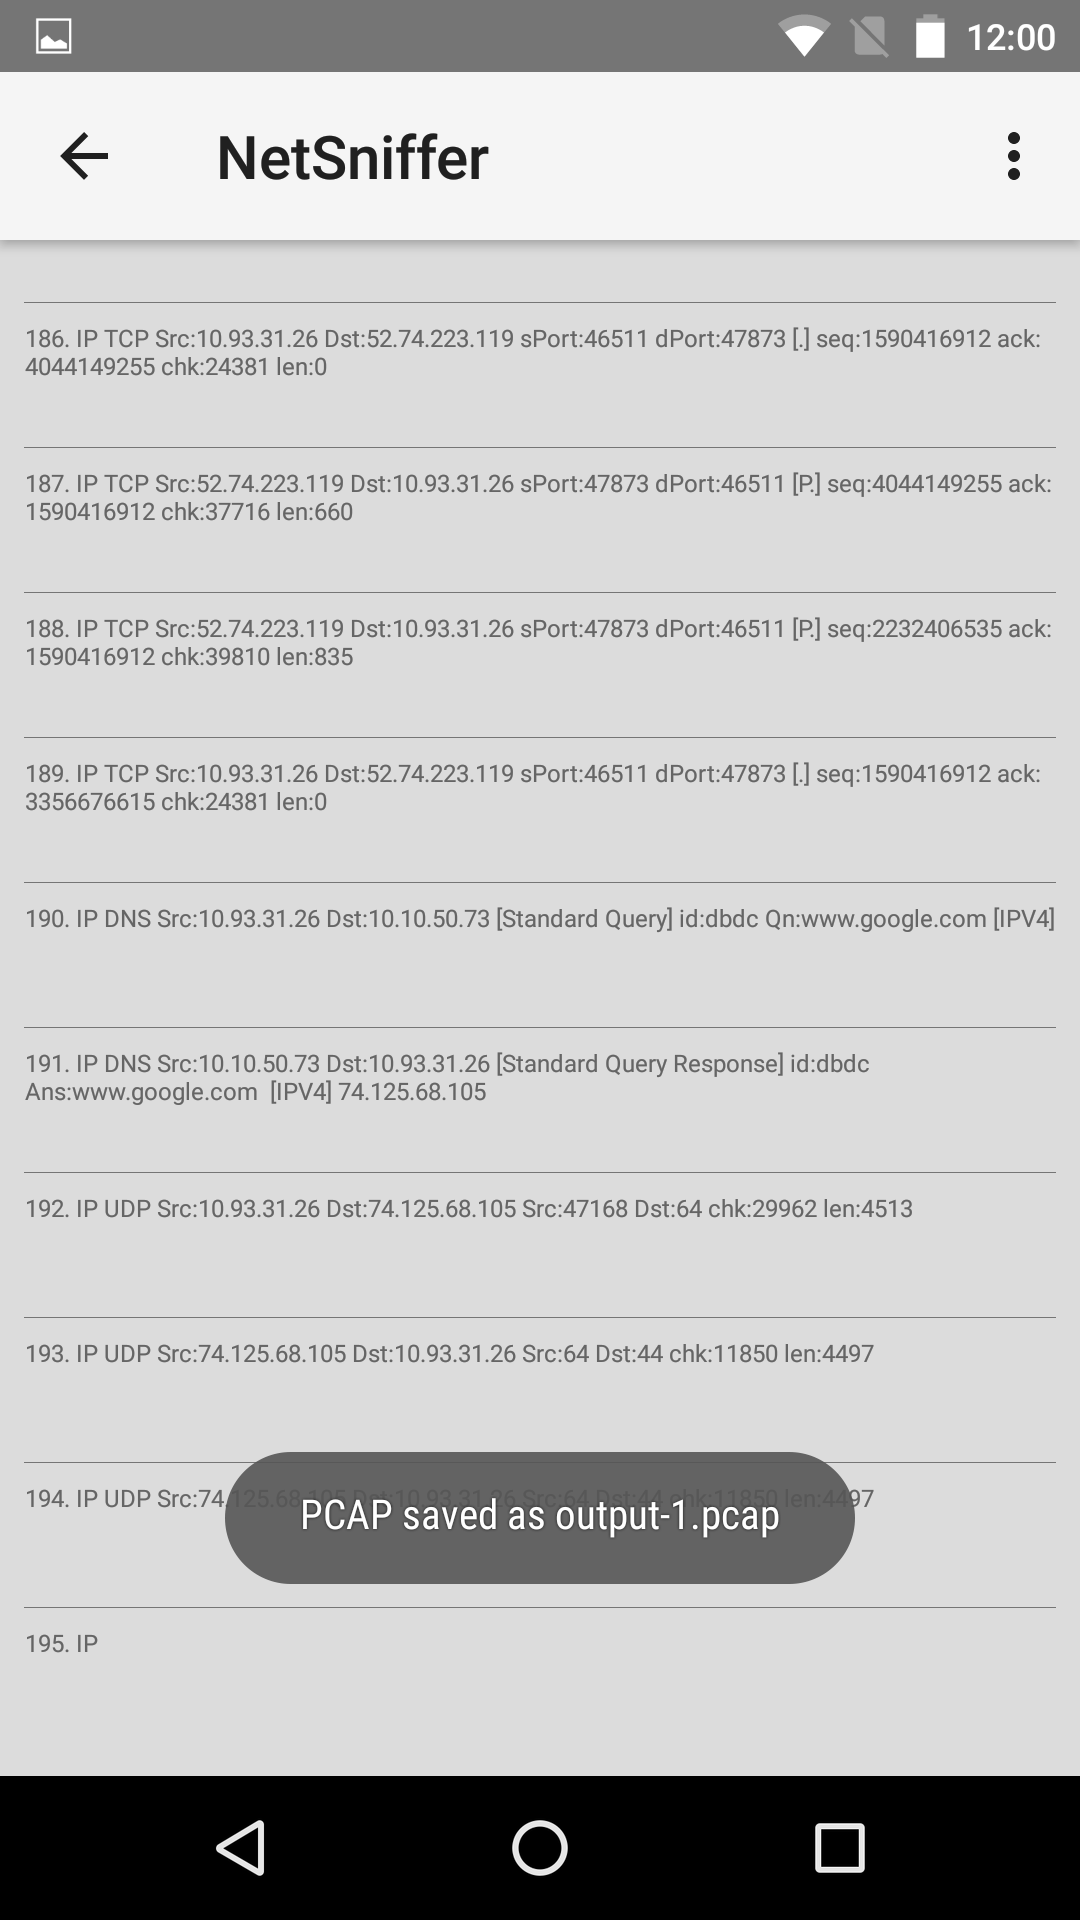 12:00
NetSniffer
186. IP TCP Src:10.93.31.26 Dst:52.74.223.119 sPort:46511 dPort:47873 [.] seq:1590416912 ack:
4044149255 chk:24381 len:0
187. IP TCP Src:52.74.223.119 Dst:10.93.31.26 sPort:47873 dPort:46511 [P.] seq:4044149255 ack:
1590416912 chk:37716 len:660
188. IP TCP Src:52.74.223.119 Dst:10.93.31.26 sPort:47873 dPort:46511 [P.] seq:2232406535 ack:
1590416912 chk:39810 len:835
189. IP TCP Src:10.93.31.26 Dst:52.74.223.119 sPort:46511 dPort:47873 [.] seq:1590416912 ack:
3356676615 chk:24381 len:0
190. IP DNS Src:10.93.31.26 Dst:10.10.50.73 [Standard Query] id:dbdc Qn:www.google.com [IPV4]
191. IP DNS Src:10.10.50.73 Dst:10.93.31.26 [Standard Query Response] id:dbdc
Ans:www.google.com  [IPV4] 74.125.68.105
192. IP UDP Src:10.93.31.26 Dst:74.125.68.105 Src:47168 Dst:64 chk:29962 len:4513
193. IP UDP Src:74.125.68.105 Dst:10.93.31.26 Src:64 Dst:44 chk:11850 len:4497
194. IP UDP Src:74.125.68.105 Dst:10.93.31.26 Src:64 Dst:44 chk:11850 len:4497
PCAP saved as output-1.pcap
195. IP